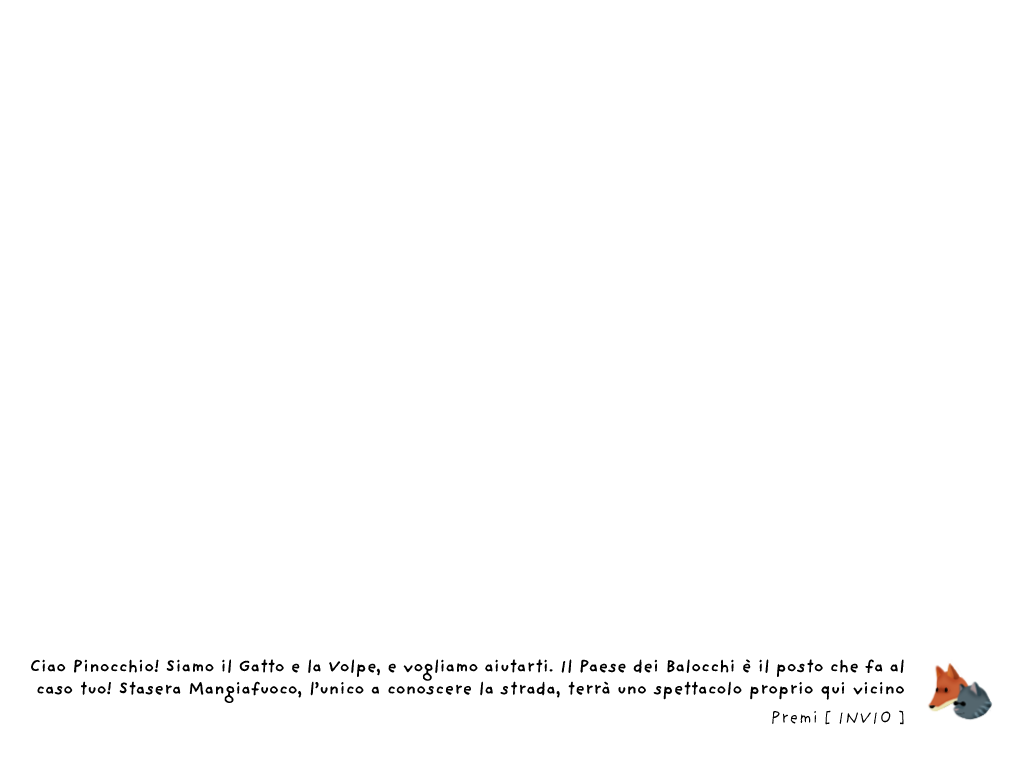 Ciao Pinocchio! Siamo il Gatto e la Volpe, e vogliamo aiutarti. Il Paese dei Balocchi è il posto che fa al
caso tuo! Stasera Mangiafuoco, l’unico a conoscere la strada, terrà uno spettacolo proprio qui vicino
Premi [ INVIO ]